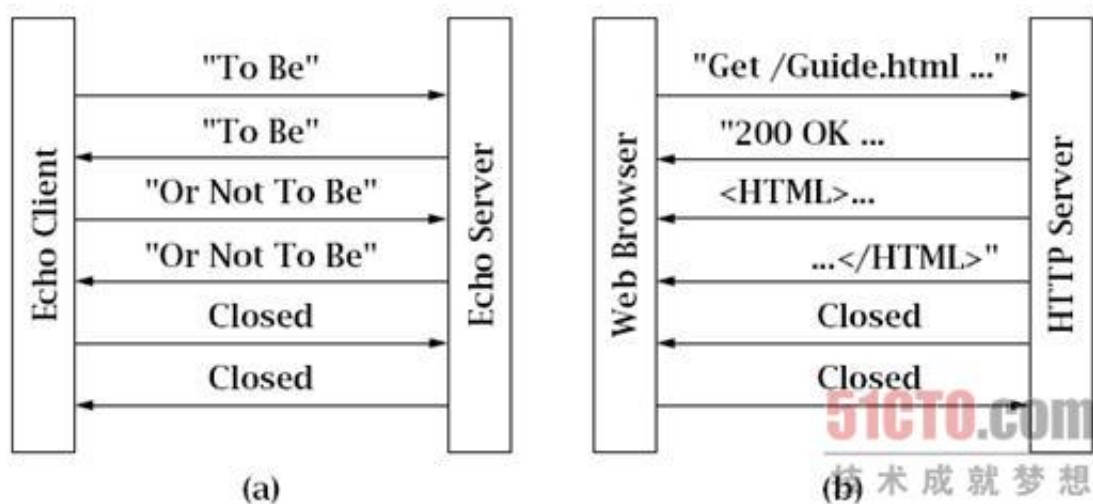 Echo Client
"To Be"
"To Be"
"Or Not To Be"
"Or Not To Be"
Closed
Closed
Echo Server
(a)
Web Browser
"Get /Guide.html ..."
"200 OK ...
<HTML>...
...</HTML>"
Closed
Closed
HTTP Server
(b)
51CTO.com
技术成就梦想